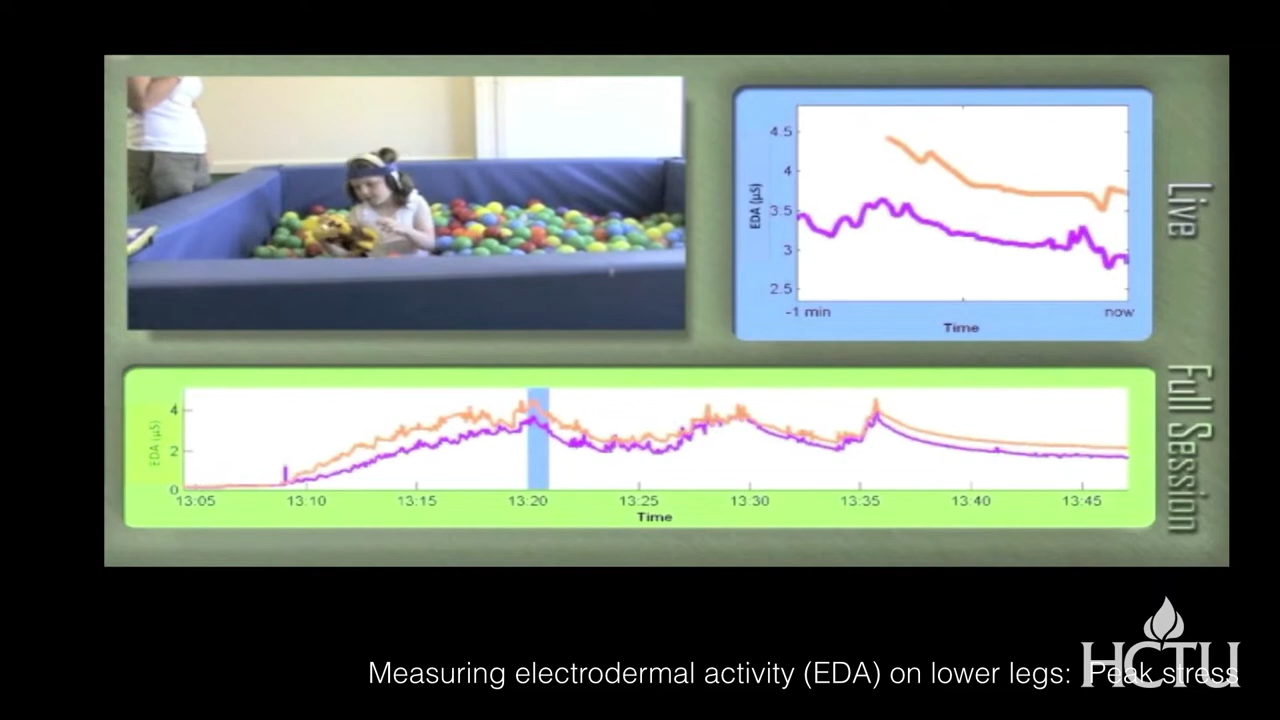 4.5
4
3.5
3
2.5
EDA (µS)
-1 min
now
Time
Live
4
2
0
EDA (µS)
13:05
13:10
13:15
13:20
13:25
13:30
13:35
13:40
13:45
Time
Full Session
Measuring electrodermal activity (EDA) on lower legs: Peak stress
HCTU